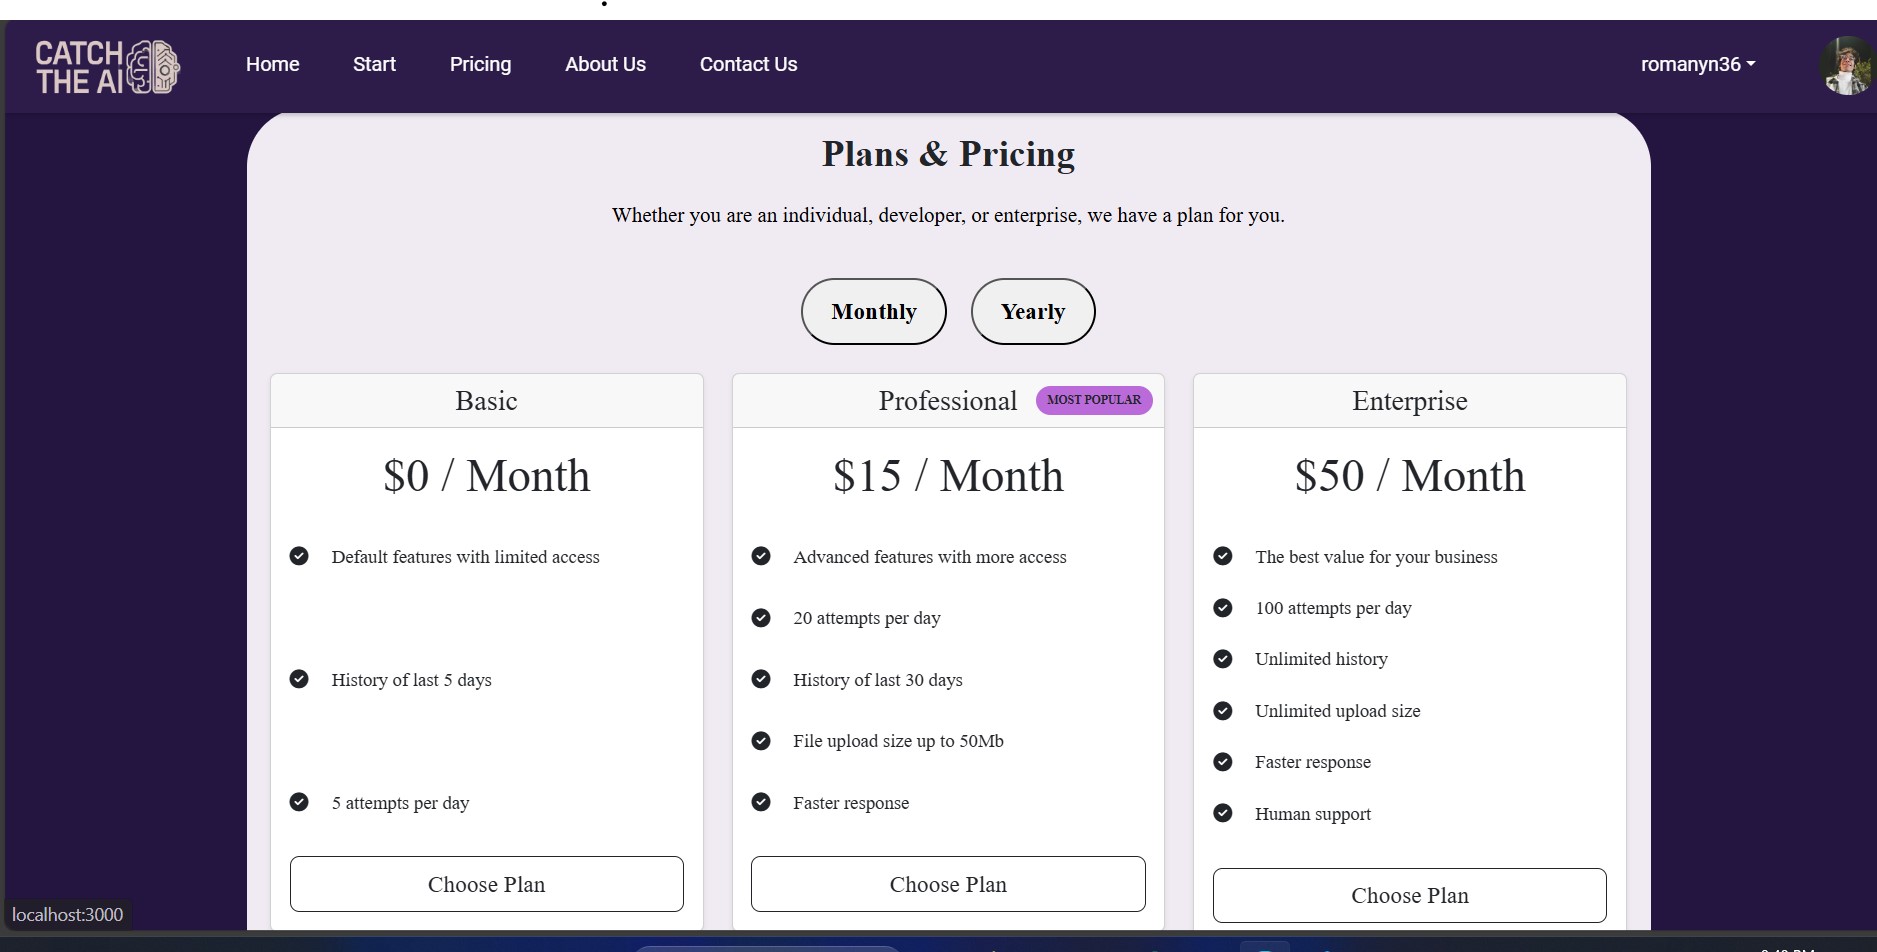 CATCH
THE AI
Home
Start
Pricing
About Us
Contact Us
romanyn36
Plans & Pricing
Whether you are an individual, developer, or enterprise, we have a plan for you.
Monthly
Yearly
Basic
$0 / Month
Default features with limited access
History of last 5 days
5 attempts per day
Choose Plan
Professional
MOST POPULAR
$15 / Month
Advanced features with more access
20 attempts per day
History of last 30 days
File upload size up to 50Mb
Faster response
Choose Plan
Enterprise
$50 / Month
The best value for your business
100 attempts per day
Unlimited history
Unlimited upload size
Faster response
Human support
Choose Plan
localhost:3000